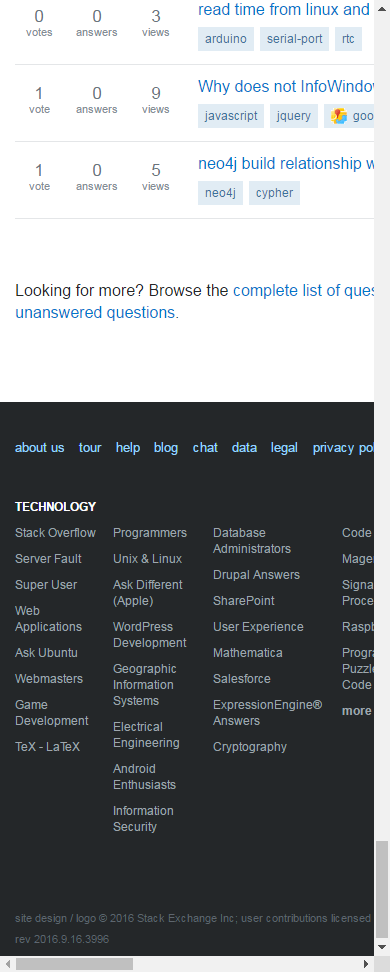 0 0 3 read time from linux and
votes answers views
arduino serial-port rtc
1 0 9 Why does not InfoWindow
vote answers views
javascript jquery goo
1 0 5 neo4j build relationship w
vote answers views
neo4j cypher
Looking for more? Browse the complete list of ques
unanswered questions.
about us tour help blog chat data legal privacy pol
TECHNOLOGY
Stack Overflow
Server Fault
Super User
Web
Applications
Ask Ubuntu
Webmasters
Game
Development
TeX - LaTeX
Programmers
Unix & Linux
Ask Different
(Apple)
WordPress
Development
Geographic
Information
Systems
Electrical
Engineering
Android
Enthusiasts
Information
Security
Database
Administrators
Drupal Answers
SharePoint
User Experience
Mathematica
Salesforce
ExpressionEngine®
Answers
Cryptography
Code
Mage
Signa
Proce
Raspb
Progra
Puzzle
Code
more
site design / logo © 2016 Stack Exchange Inc; user contributions licensed
rev 2016.9.16.3996